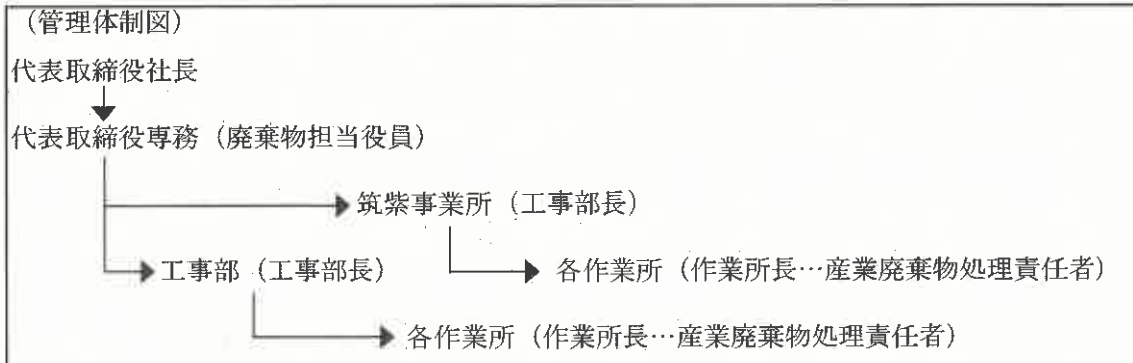 （管理体制図）
代表取締役社長
代表取締役専務（廃棄物担当役員）
筑紫事業所（工事部長）
工事部（工事部長）
各作業所（作業所長…産業廃棄物処理責任者）
各作業所（作業所長…産業廃棄物処理責任者）